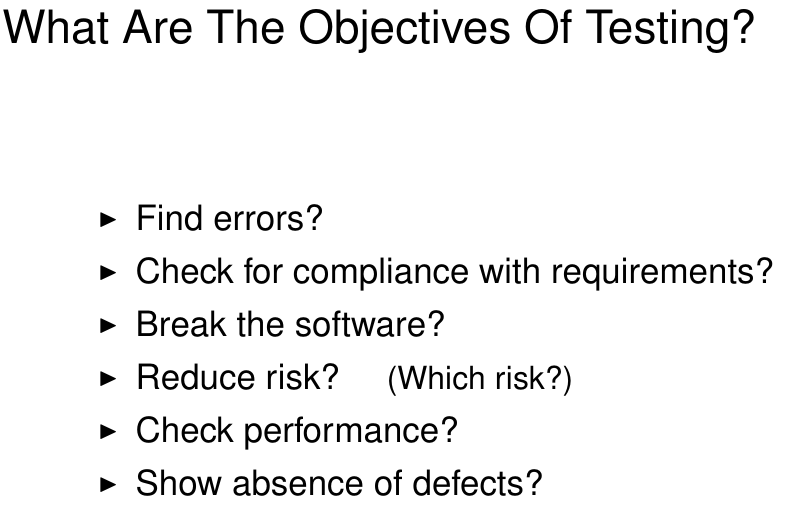 What Are The Objectives Of Testing?
▶ Find errors?
▶ Check for compliance with requirements?
▶ Break the software?
▶ Reduce risk? (Which risk?)
▶ Check performance?
▶ Show absence of defects?